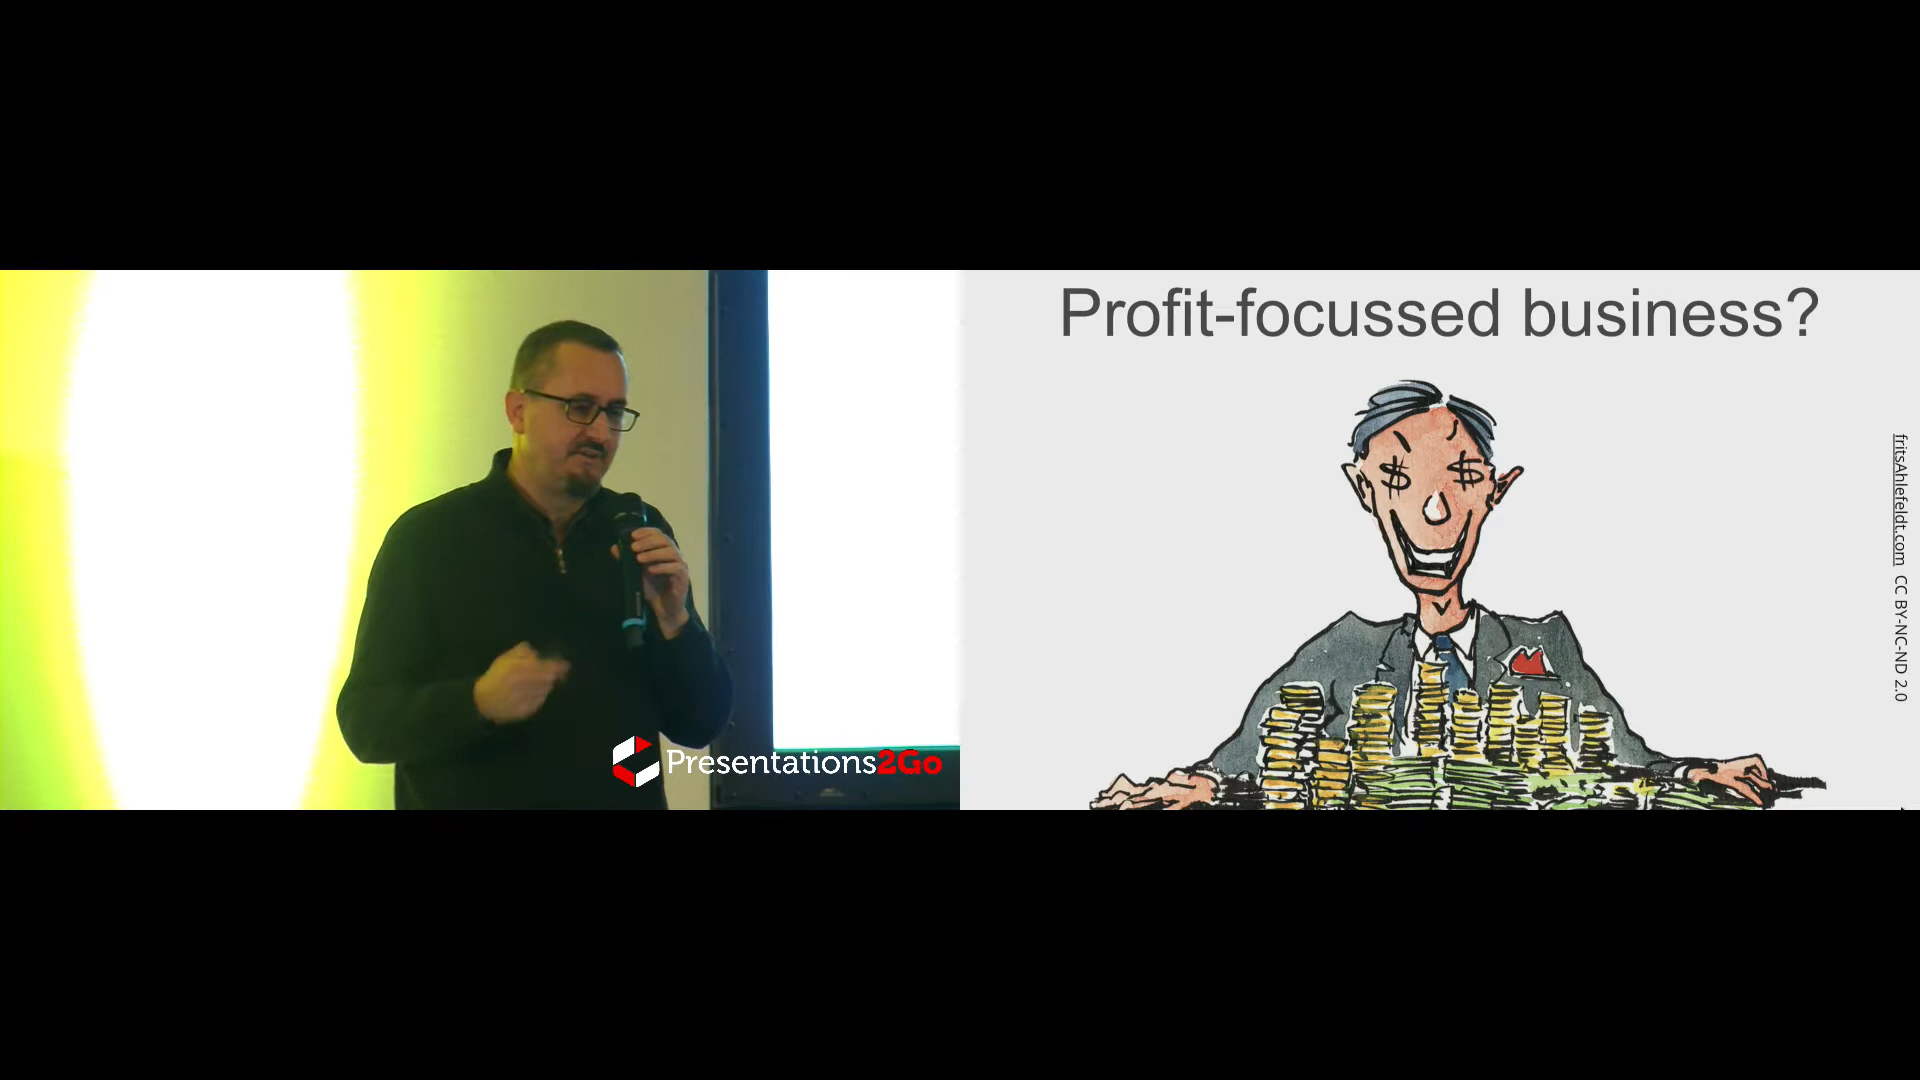 Presentations2Go
Profit-focussed business?
fritsAhlefeldt.com CC BY-NC-ND 2.0